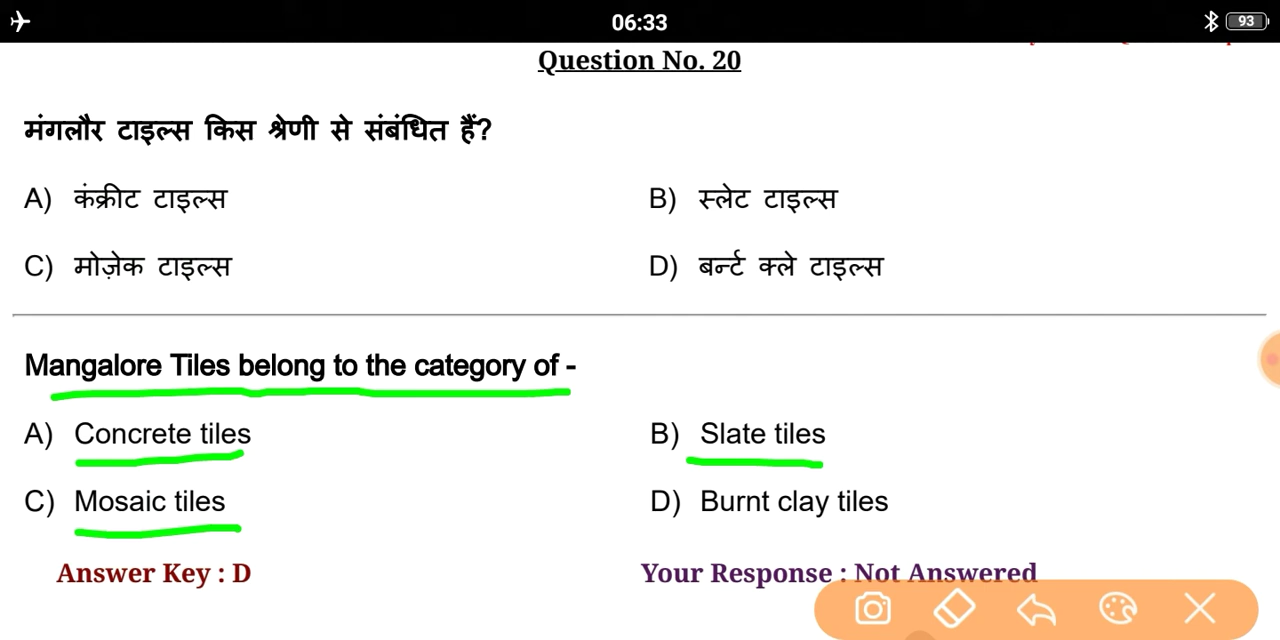 06:33
93
Question No. 20
मंगलौर टाइल्स किस श्रेणी से संबंधित हैं?
A) कंक्रीट टाइल्स
B) स्लेट टाइल्स
C) मोज़ेक टाइल्स
D) बर्न्ट क्ले टाइल्स
Mangalore Tiles belong to the category of -
A) Concrete tiles
B) Slate tiles
C) Mosaic tiles
D) Burnt clay tiles
Answer Key : D
Your Response : Not Answered